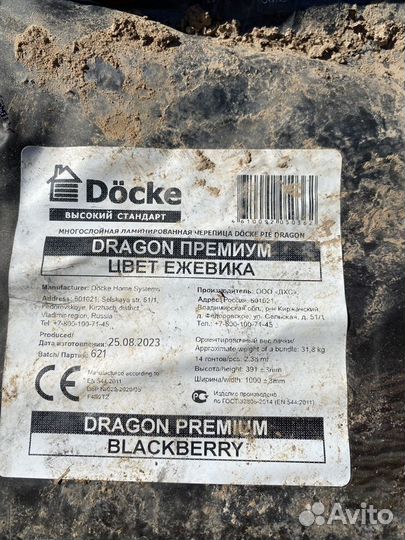 Döcke
ВЫСОКИЙ СТАНДАРТ
МНОГОСЛОЙНАЯ ЛАМИНИРОВАННАЯ ЧЕРЕПИЦА DÖCKE PIE DRAGON
DRAGON ПРЕМИУМ
ЦВЕТ ЕЖЕВИКА
Manufacturer: Döcke Home Systems
Address: 601021, Selskaya str. 51/1,
Kirzhach district,
Vladimir region, Russia
Tel: +7-800-100-71-45
Производитель: ООО «ДХС»
Адрес: Россия, 601021,
Владимирская обл., р-н Киржачский,
д. Федоровское, ул. Сельская, д. 51/1
Тел.: +7-800-100-71-45
Produced/
Дата изготовления: 25.08.2023
Batch/ Партия: 621
Ориентировочный вес пачки/
Approximate weight of a bundle: 31,8 kg
14 гонтов/pcs. 2.35 m²
Высота/height: 391 ±3mm
Ширина/width: 1000 ±3mm
CE
Manufactured according to
EN 544:2011
Произведено
по ГОСТ 32806-2014 (EN 544:2011)
DRAGON PREMIUM
BLACKBERRY
Avito